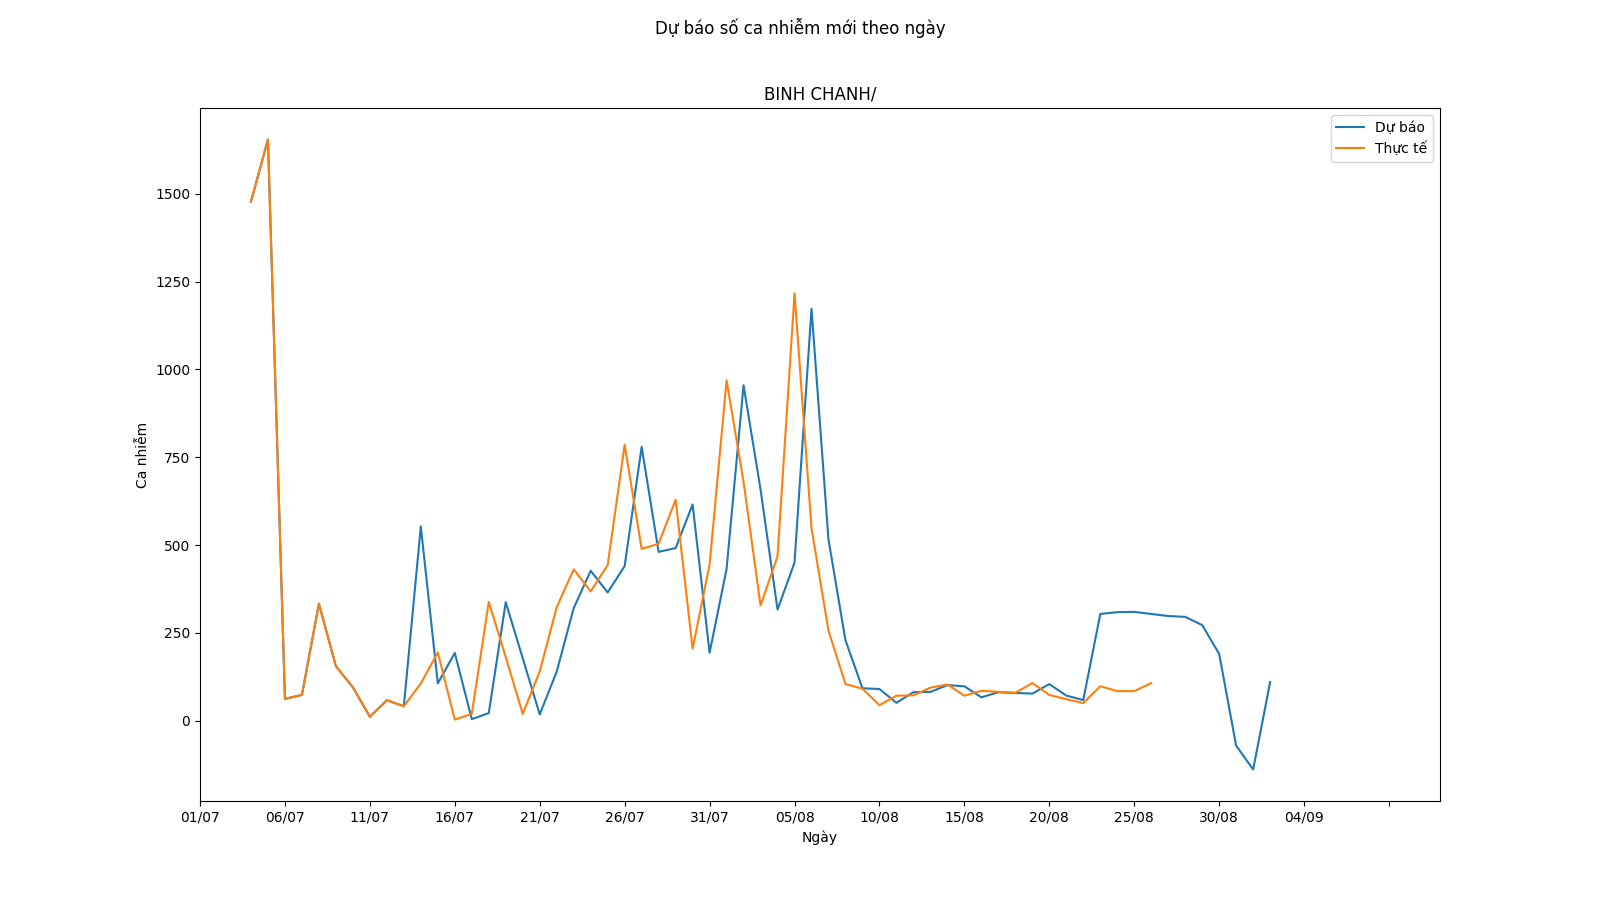 Dự báo số ca nhiễm mới theo ngày
BINH CHANH/
Dự báo
Thực tế
1500
1250
1000
750
500
250
0
Ca nhiễm
01/07 06/07 11/07 16/07 21/07 26/07 31/07 05/08 10/08 15/08 20/08 25/08 30/08 04/09
Ngày